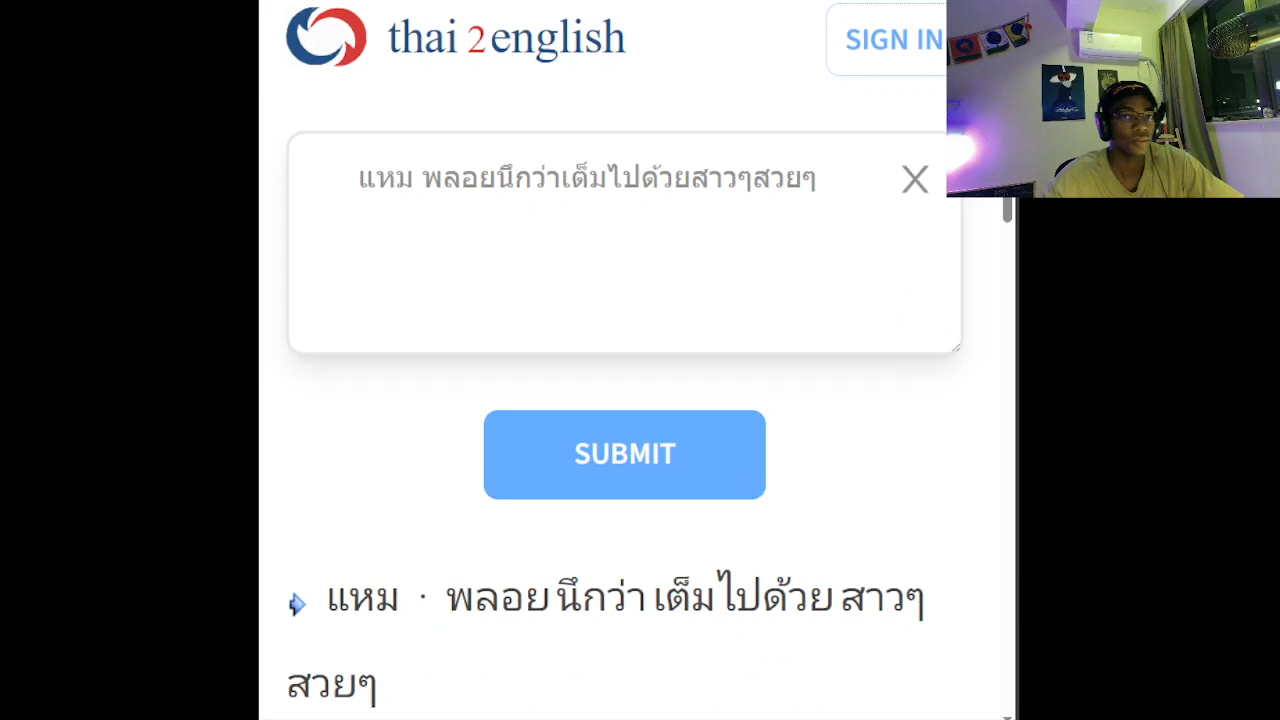 thai 2 english
SIGN IN
แหม พลอยนึกว่าเต็มไปด้วยสาวๆสวยๆ
SUBMIT
แหม · พลอย นึกว่า เต็มไปด้วย สาวๆ
สวยๆ